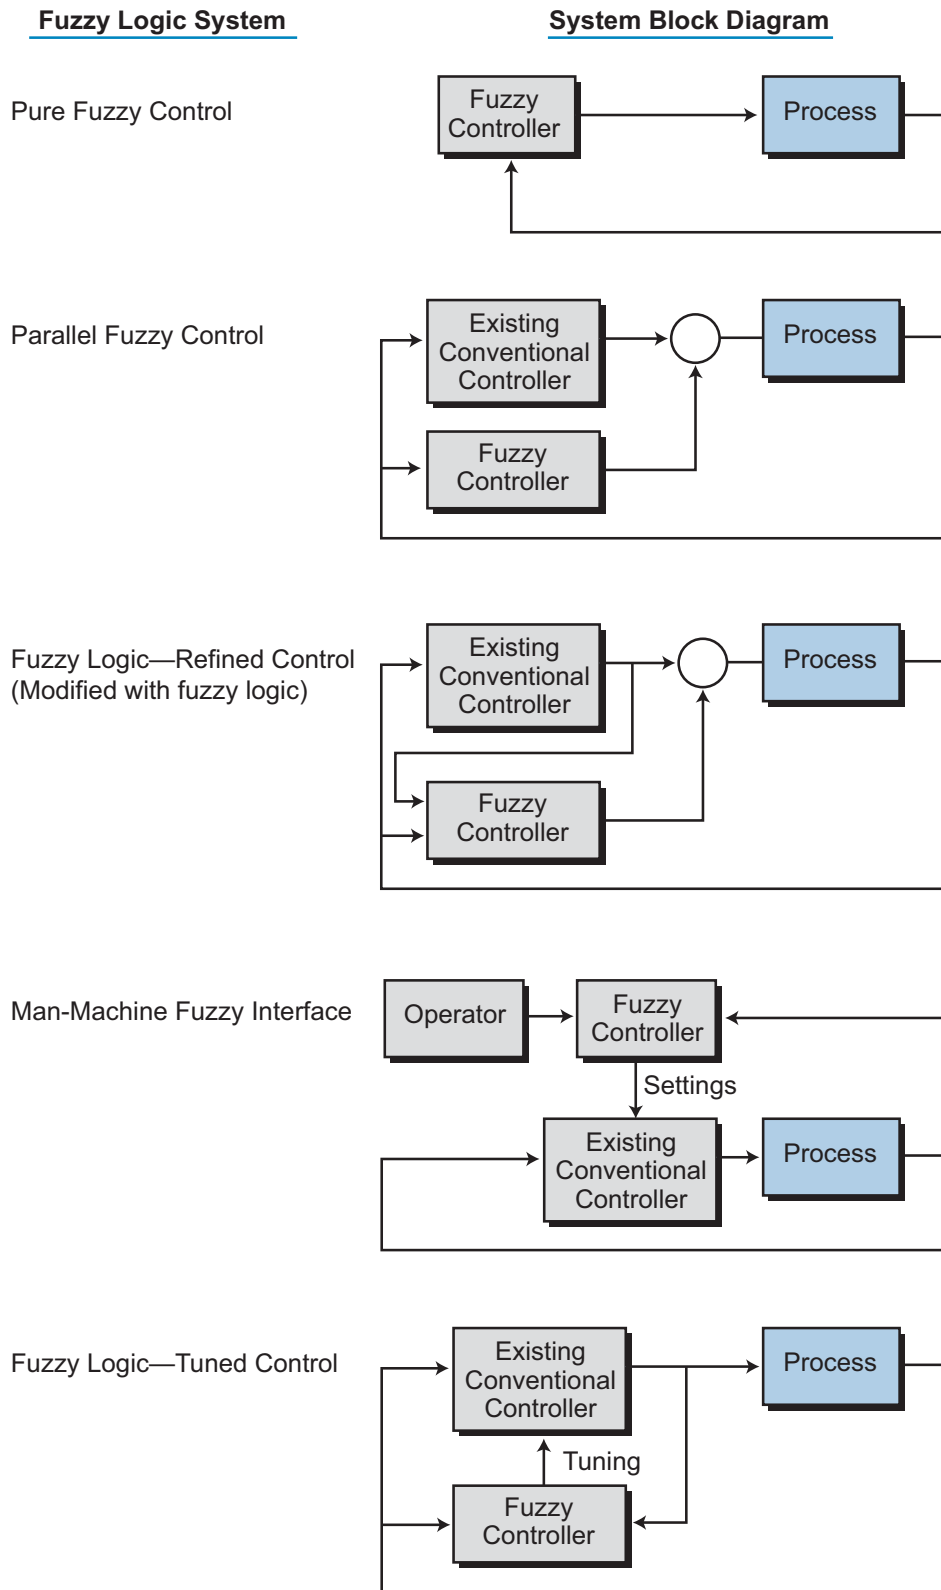 Fuzzy Logic System
System Block Diagram
Pure Fuzzy Control
Fuzzy
Controller
Process
Parallel Fuzzy Control
Existing
Conventional
Controller
Process
Fuzzy
Controller
Fuzzy Logic—Refined Control
(Modified with fuzzy logic)
Existing
Conventional
Controller
Process
Fuzzy
Controller
Man-Machine Fuzzy Interface
Operator
Fuzzy
Controller
Settings
Existing
Conventional
Controller
Process
Fuzzy Logic—Tuned Control
Existing
Conventional
Controller
Process
Tuning
Fuzzy
Controller